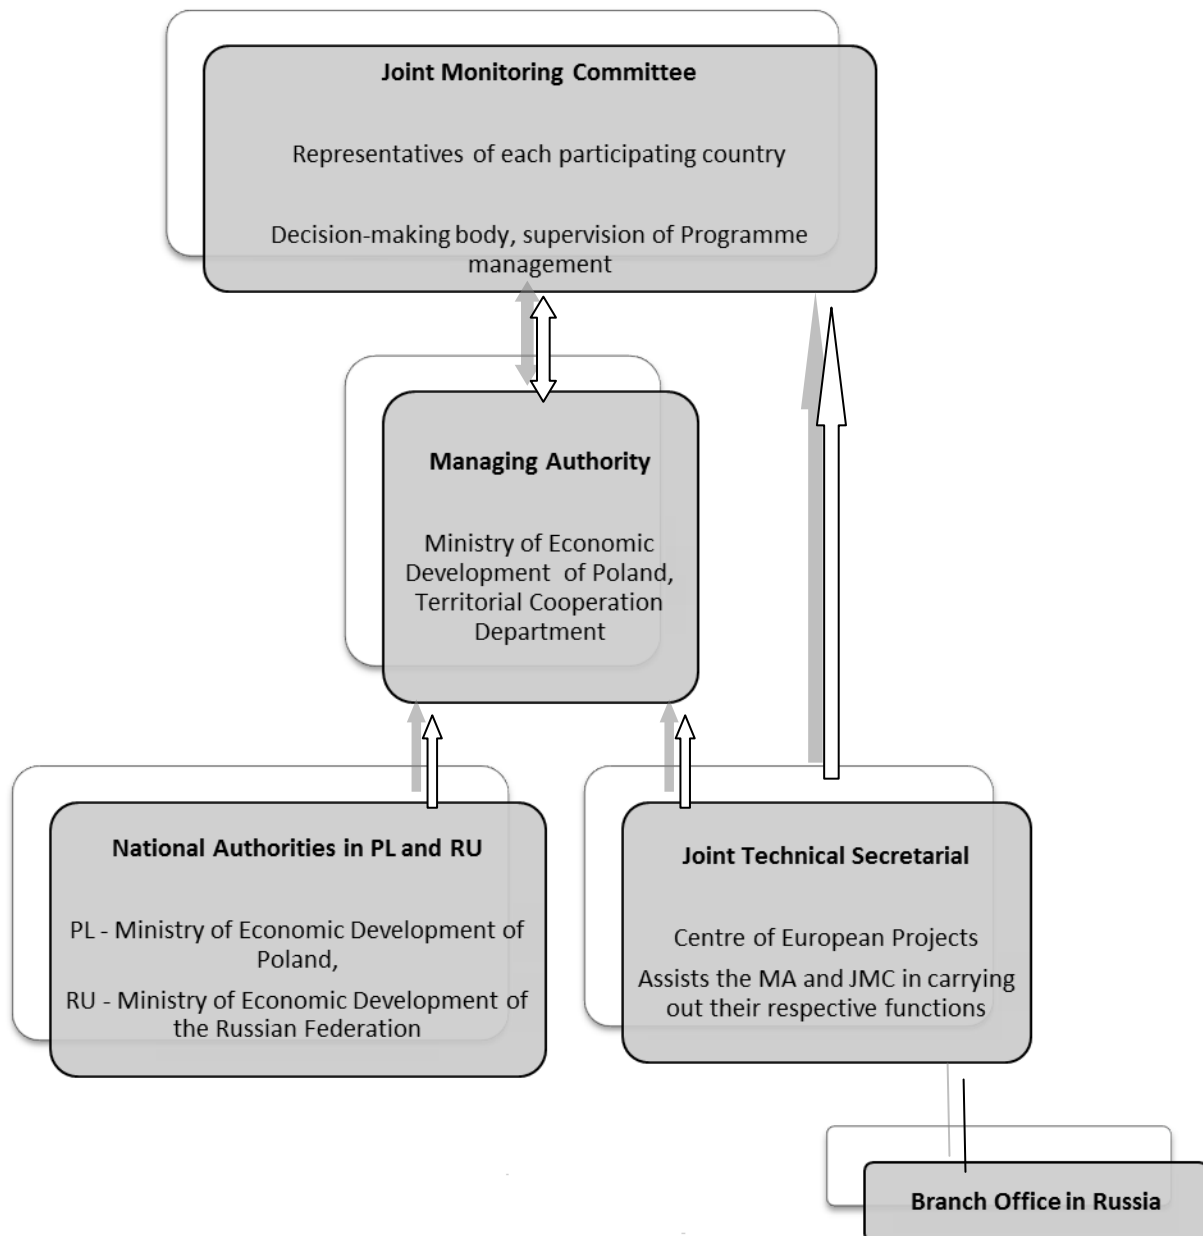 Joint Monitoring Committee
Representatives of each participating country
Decision-making body, supervision of Programme
management
Managing Authority
Ministry of Economic
Development of Poland,
Territorial Cooperation
Department
National Authorities in PL and RU
PL - Ministry of Economic Development of
Poland,
RU - Ministry of Economic Development of
the Russian Federation
Joint Technical Secretarial
Centre of European Projects
Assists the MA and JMC in carrying
out their respective functions
Branch Office in Russia